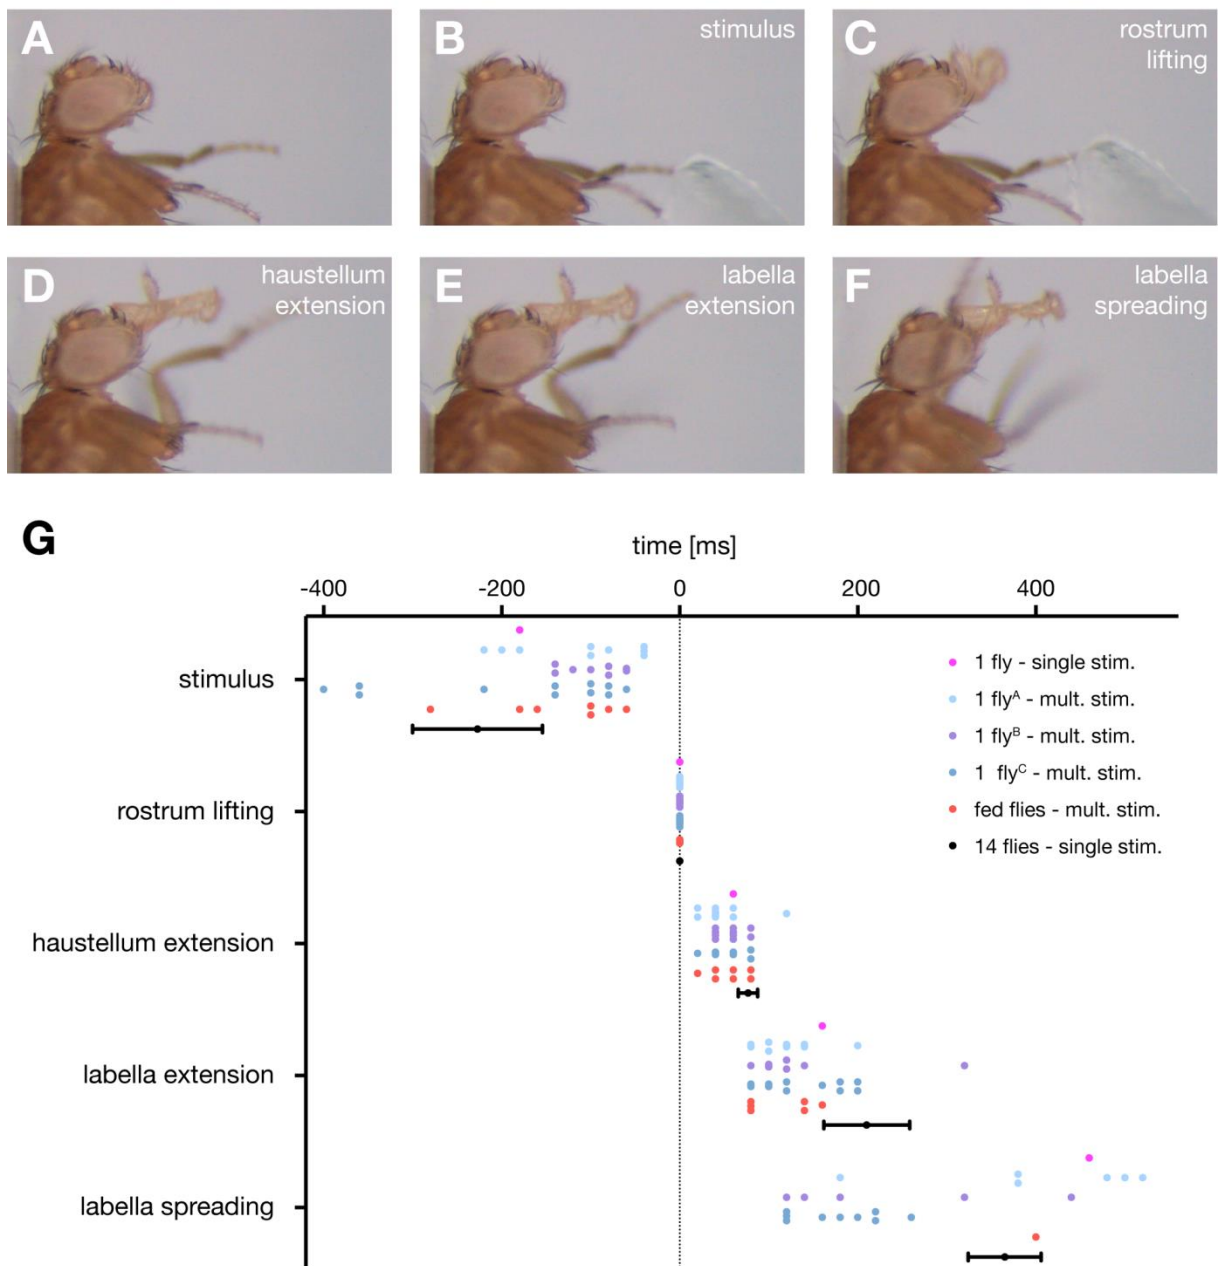 A
B
stimulus
C
rostrum
lifting
D
haustellum
extension
E
labella
extension
F
labella
spreading
G
time [ms]
-400 -200 0 200 400
stimulus
rostrum lifting
haustellum extension
labella extension
labella spreading
1 fly - single stim.
1 flyᴬ - mult. stim.
1 flyᴮ - mult. stim.
1 flyᶜ - mult. stim.
fed flies - mult. stim.
14 flies - single stim.